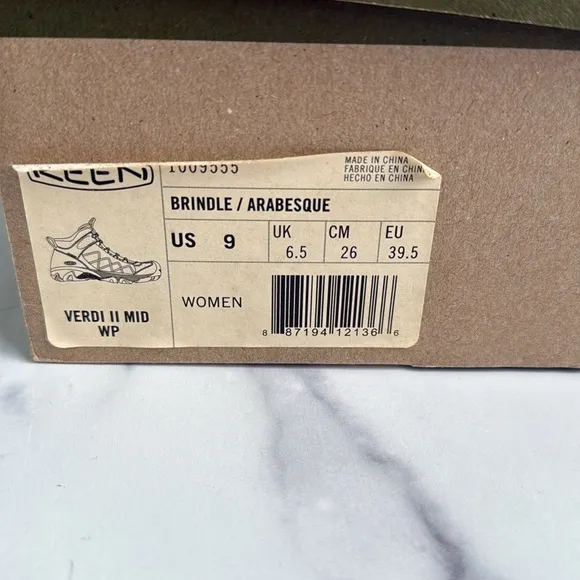 KEEN
1009555
MADE IN CHINA
FABRIQUE EN CHIN
HECHO EN CHINA
BRINDLE / ARABESQUE
US 9
UK 6.5
CM 26
EU 39.5
VERDI II MID
WP
WOMEN
8 87194 12136 6